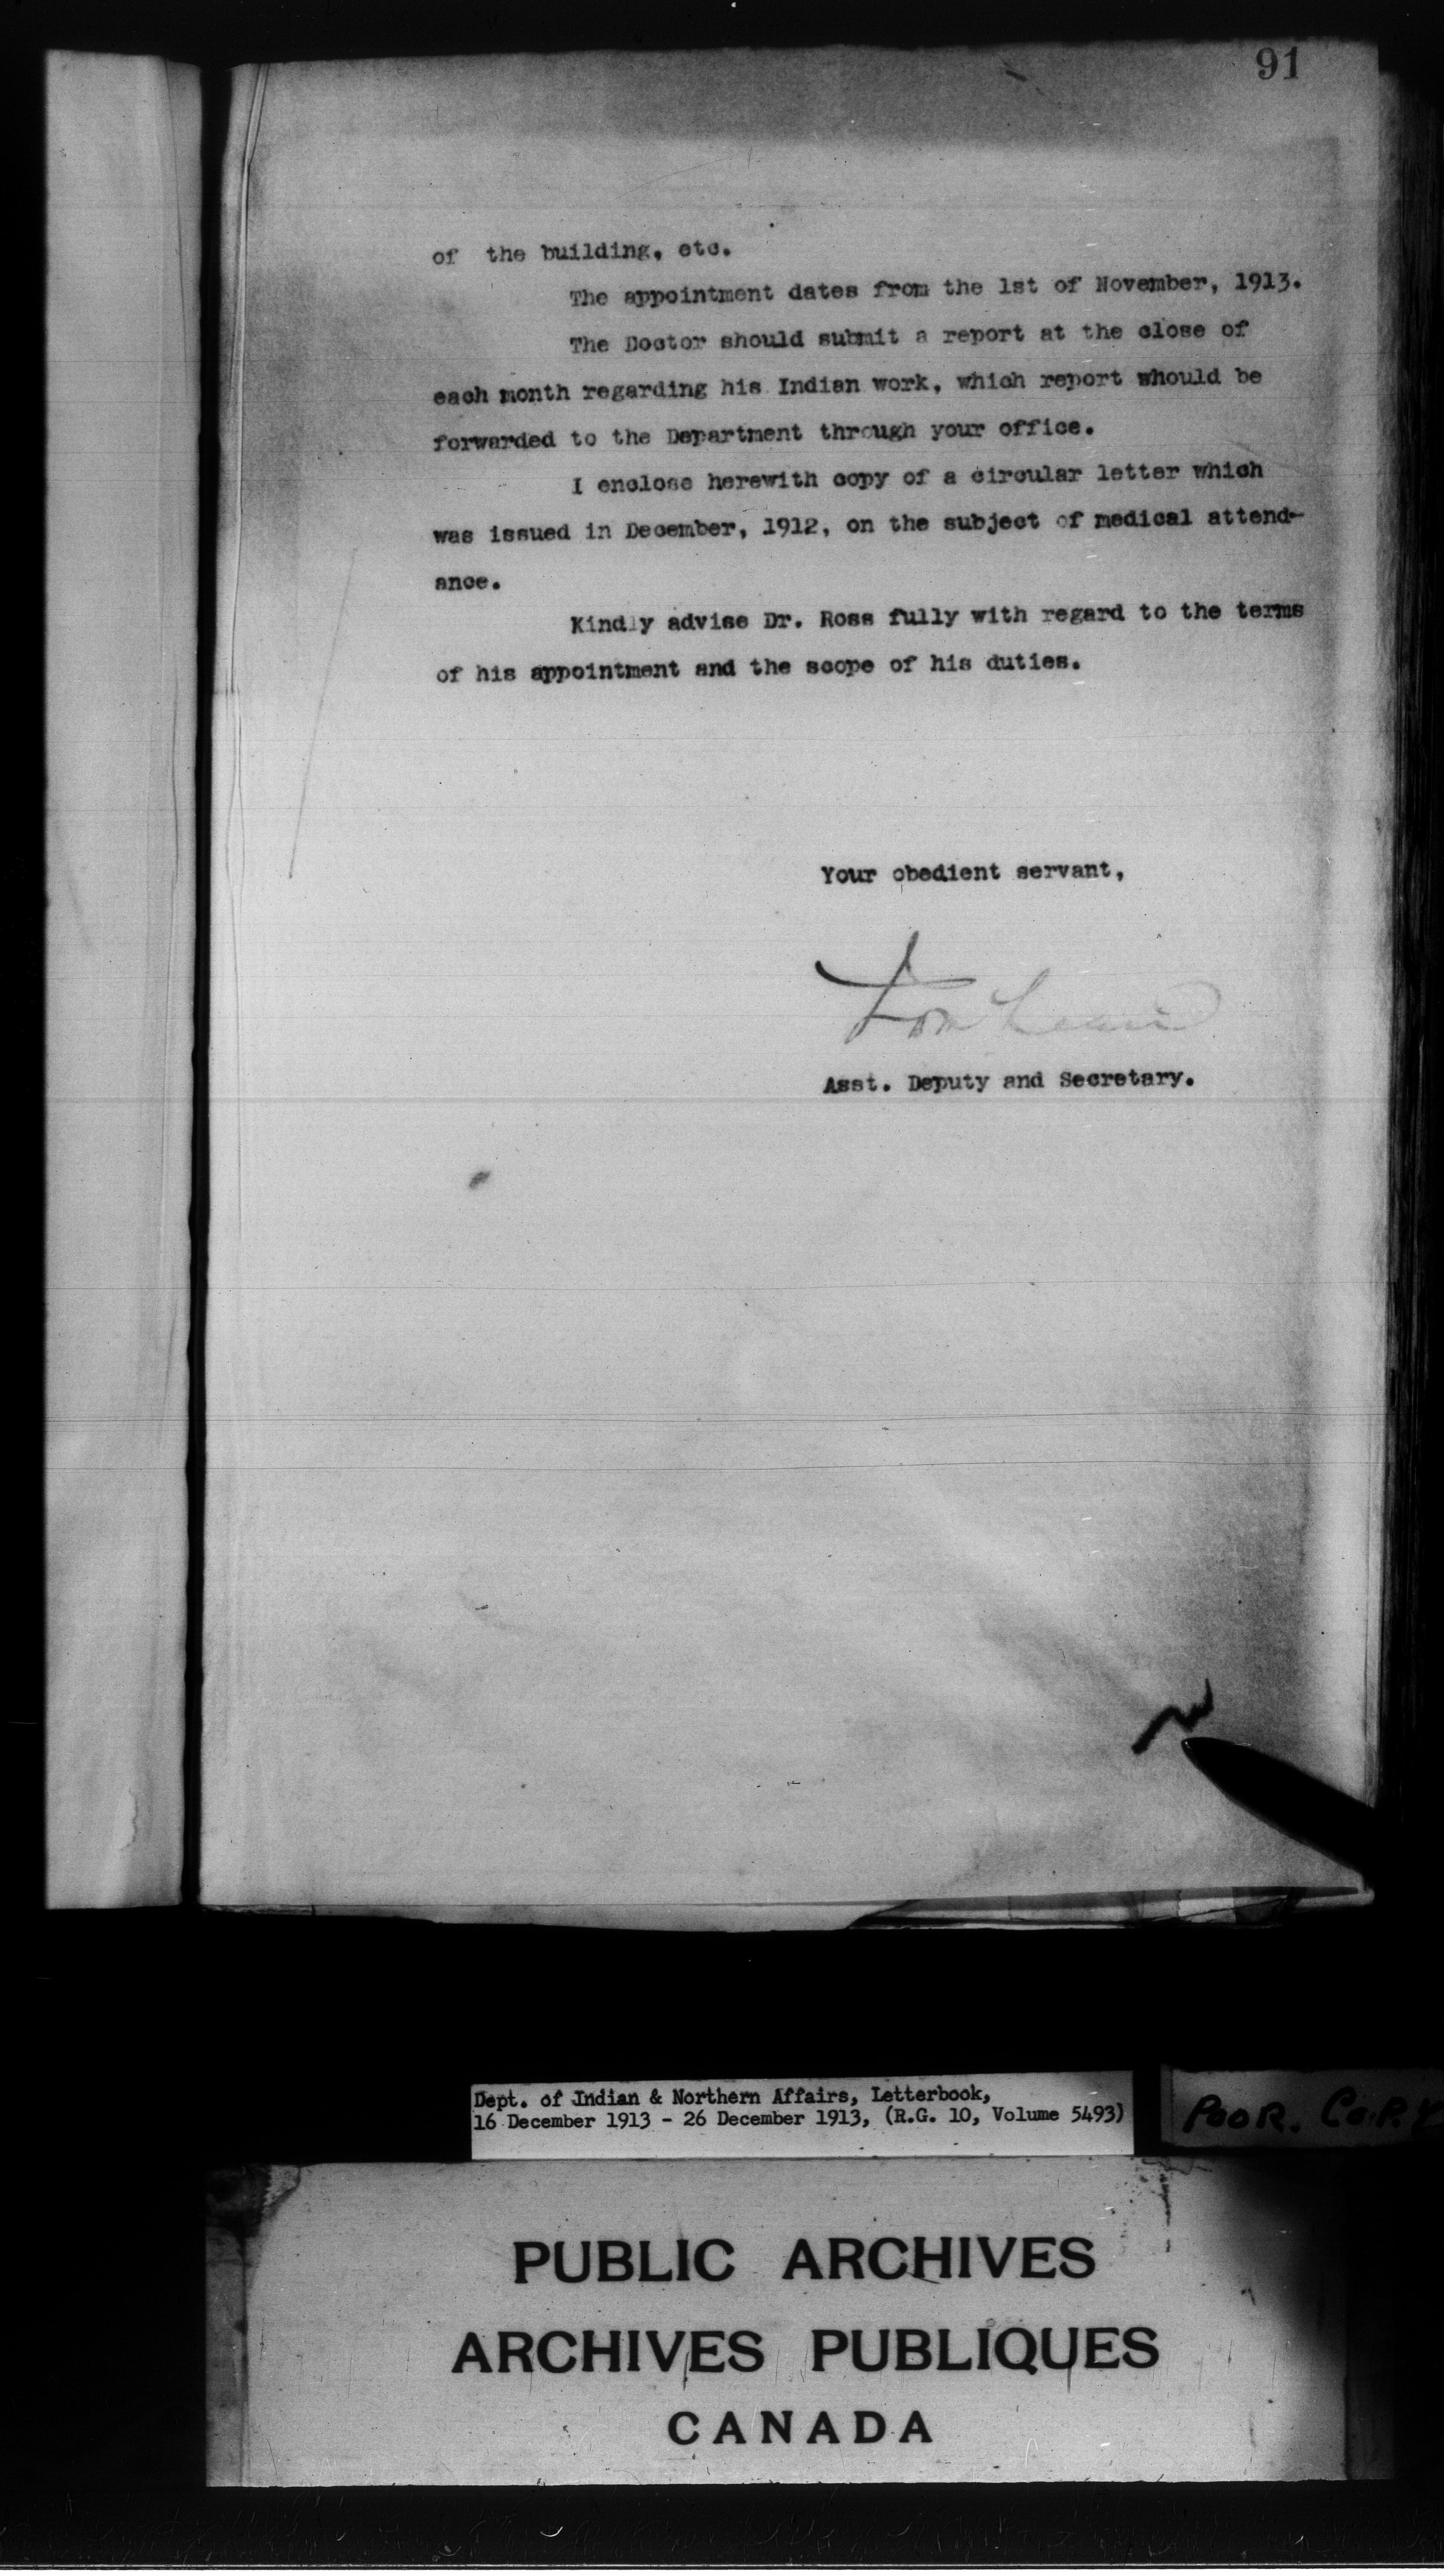 91
of the building, etc.
The appointment dates from the 1st of November, 1913.
The Doctor should submit a report at the close of
each month regarding his Indian work, which report should be
forwarded to the Department through your office.
I enclose herewith copy of a circular letter which
was issued in December, 1912, on the subject of medical attend-
ance.
Kindly advise Dr. Ross fully with regard to the terms
of his appointment and the scope of his duties.
Your obedient servant,
Asst. Deputy and Secretary.
Dept. of Indian & Northern Affairs, Letterbook,
16 December 1913 - 26 December 1913, (R.G. 10, Volume 5493)
POOR. COPY
PUBLIC ARCHIVES
ARCHIVES PUBLIQUES
CANADA